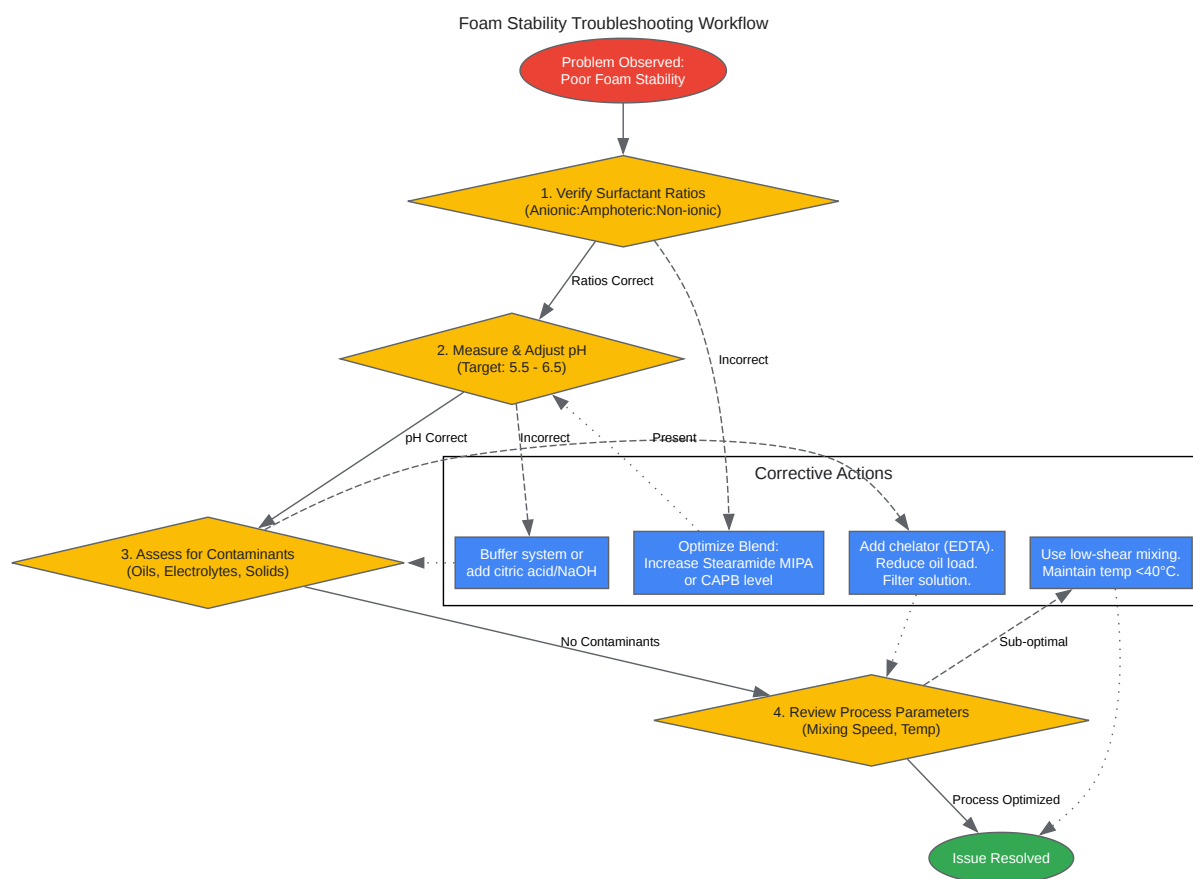 Foam Stability Troubleshooting Workflow
Problem Observed:
Poor Foam Stability
1. Verify Surfactant Ratios
(Anionic:Amphoteric:Non-ionic)
Ratios Correct
2. Measure & Adjust pH
(Target: 5.5 - 6.5)
Incorrect
pH Correct
Incorrect
Present
Corrective Actions
3. Assess for Contaminants
(Oils, Electrolytes, Solids)
Buffer system or
add citric acid/NaOH
Optimize Blend:
Increase Stearamide MIPA
or CAPB level
Add chelator (EDTA).
Reduce oil load.
Filter solution.
Use low-shear mixing.
Maintain temp <40°C.
No Contaminants
Sub-optimal
4. Review Process Parameters
(Mixing Speed, Temp)
Process Optimized
Issue Resolved